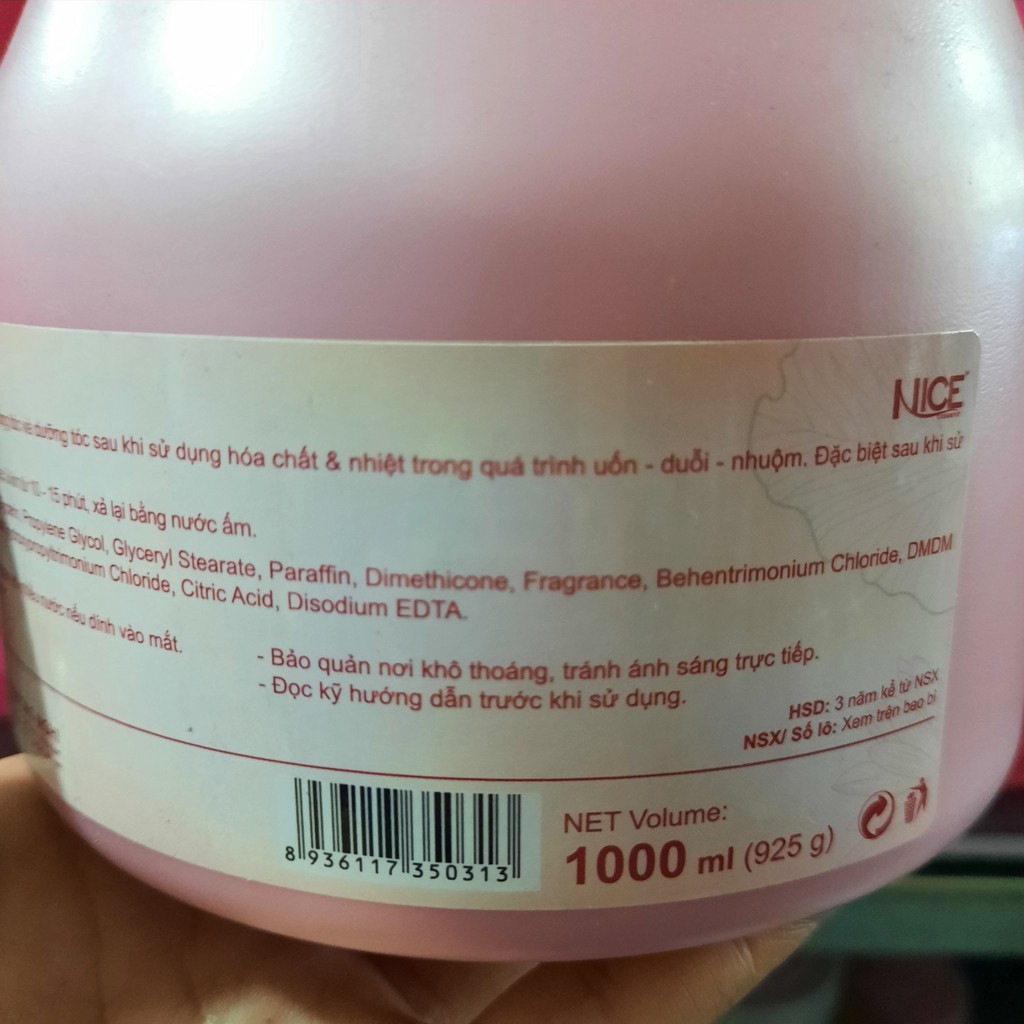 NICE
dưỡng tóc sau khi sử dụng hóa chất & nhiệt trong quá trình uốn - duỗi - nhuộm. Đặc biệt sau khi sử
10 - 15 phút, xả lại bằng nước ấm.
Propylene Glycol, Glyceryl Stearate, Paraffin, Dimethicone, Fragrance, Behentrimonium Chloride, DMDM
Chloride, Citric Acid, Disodium EDTA.
nước nếu dính vào mắt.
- Bảo quản nơi khô thoáng, tránh ánh sáng trực tiếp.
- Đọc kỹ hướng dẫn trước khi sử dụng.
HSD: 3 năm kể từ NSX
NSX/ Số lô: Xem trên bao bì
8 936117 350313
NET Volume:
1000 ml (925 g)